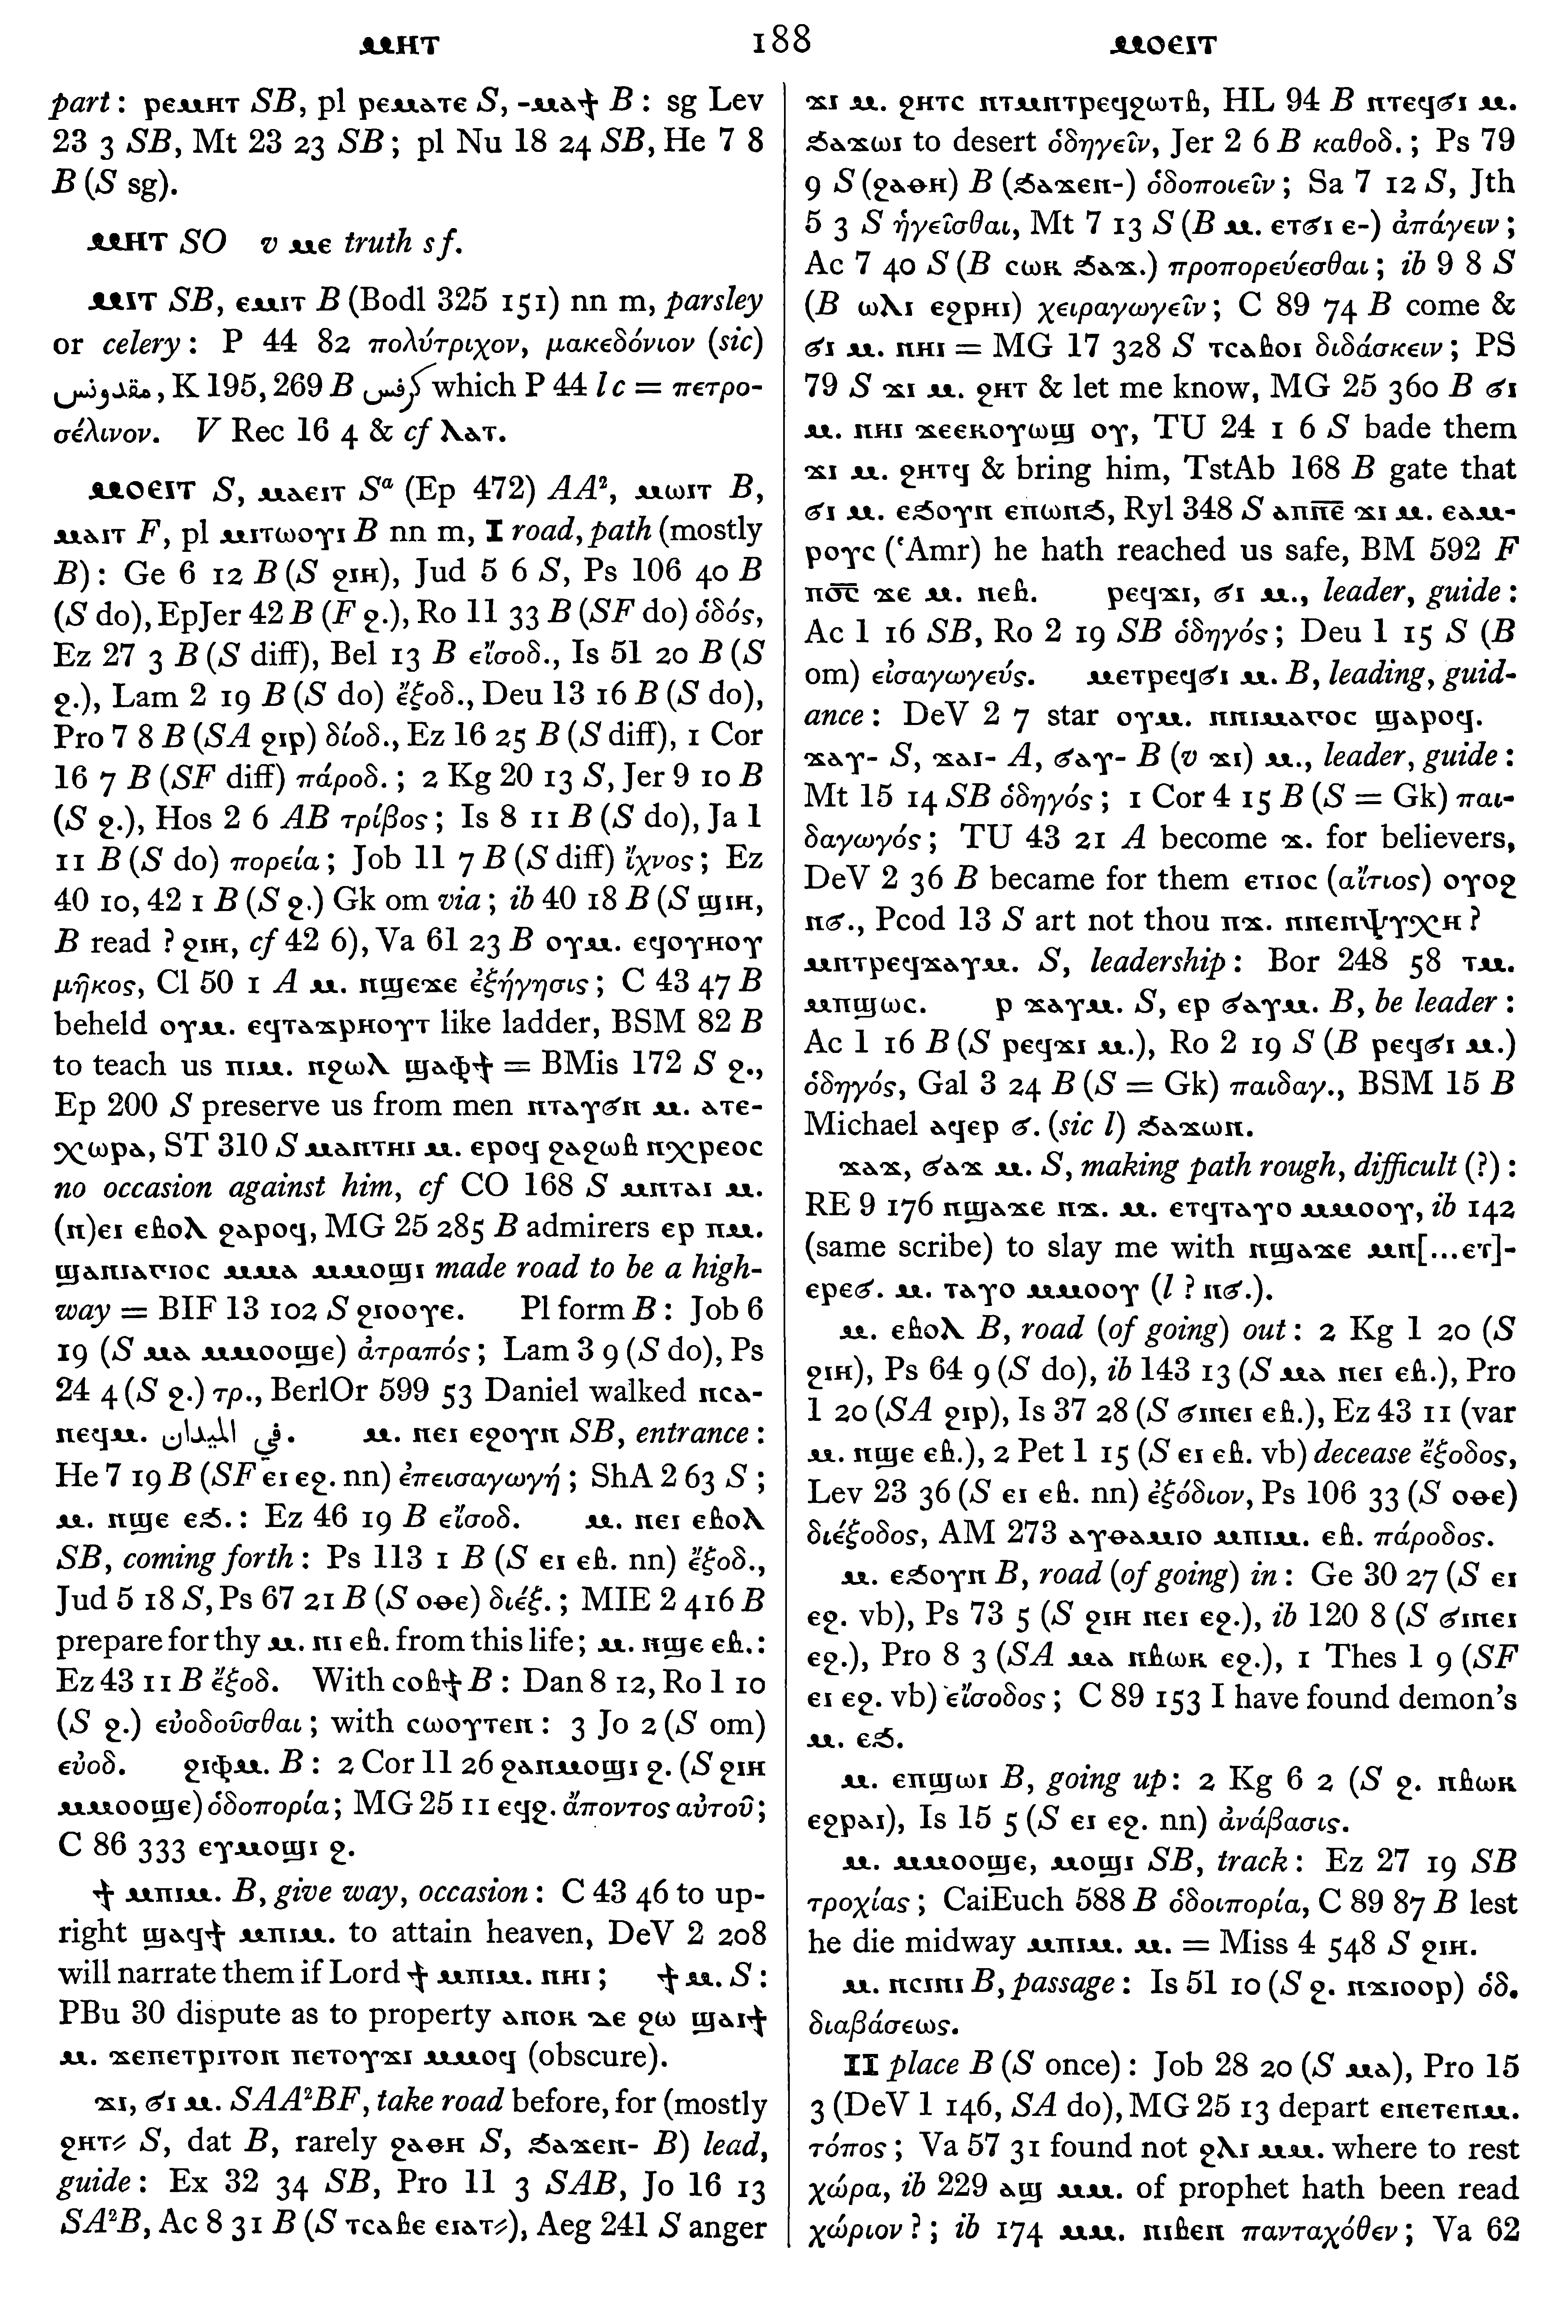 ⲙⲏⲧ 188 ⲙⲟⲉⲓⲧ
part: ⲣⲉⲙⲏⲧ SB, pl ⲣⲉⲙⲁⲧⲉ S, -ⲙⲁϯ B: sg Lev
23 3 SB, Mt 23 23 SB; pl Nu 18 24 SB, He 7 8
B (S sg).
ⲙⲏⲧ SO v ⲙⲉ truth s f.
ⲙⲓⲧ SB, ⲉⲙⲓⲧ B (Bodl 325 151) nn m, parsley
or celery: P 44 82 πολύτριχον, μακεδόνιον (sic)
مقدونس, K 195, 269 B كرفس which P 44 l c = πετρο-
σέλινον. V Rec 16 4 & cf ⲗⲁⲧ.
ⲙⲟⲉⲓⲧ S, ⲙⲁⲉⲓⲧ Sᵃ (Ep 472) AA², ⲙⲱⲓⲧ B,
ⲙⲁⲓⲧ F, pl ⲙⲓⲧⲱⲟⲩⲓ B nn m, I road, path (mostly
B): Ge 6 12 B (S ϩⲓⲏ), Jud 5 6 S, Ps 106 40 B
(S do), EpJer 42 B (F ϩ.), Ro 11 33 B (SF do) ὁδός,
Ez 27 3 B (S diff), Bel 13 B εἴσοδ., Is 51 20 B (S
ϩ.), Lam 2 19 B (S do) ἔξοδ., Deu 13 16 B (S do),
Pro 7 8 B (SA ϩⲓⲣ) δίοδ., Ez 16 25 B (S diff), 1 Cor
16 7 B (SF diff) πάροδ.; 2 Kg 20 13 S, Jer 9 10 B
(S ϩ.), Hos 2 6 AB τρίβος; Is 8 11 B (S do), Ja 1
11 B (S do) πορεία; Job 11 7 B (S diff) ἴχνος; Ez
40 10, 42 1 B (S ϩ.) Gk om via; ib 40 18 B (S ϣⲓⲏ,
B read ? ϩⲓⲏ, cf 42 6), Va 61 23 B ⲟⲩⲙ. ⲉϥⲟⲩⲏⲟⲩ
μῆκος, Cl 50 1 A ⲙ. ⲛϣⲉϫⲉ ἐξήγησις; C 43 47 B
beheld ⲟⲩⲙ. ⲉϥⲧⲁϫⲣⲏⲟⲩⲧ like ladder, BSM 82 B
to teach us ⲡⲓⲙ. ⲛϩⲱⲗ ϣⲁⲫϯ = BMis 172 S ϩ.,
Ep 200 S preserve us from men ⲛⲧⲁⲩϭⲛ ⲙ. ⲁⲧⲉ-
ⲭⲱⲣⲁ, ST 310 S ⲙⲁⲛⲧⲏⲓ ⲙ. ⲉⲣⲟϥ ϩⲁϩⲱⲃ ⲛⲭⲣⲉⲟⲥ
no occasion against him, cf CO 168 S ⲙⲛⲧⲁⲓ ⲙ.
(ⲛ)ⲉⲓ ⲉⲃⲟⲗ ϩⲁⲣⲟϥ, MG 25 285 B admirers ⲉⲣ ⲡⲙ.
ϣⲁⲡⲓⲁⲅⲓⲟⲥ ⲙⲙⲁ ⲙⲙⲟϣⲓ made road to be a high-
way = BIF 13 102 S ϩⲓⲟⲟⲩⲉ. Pl form B: Job 6
19 (S ⲙⲁ ⲙⲙⲟⲟϣⲉ) ἀτραπός; Lam 3 9 (S do), Ps
24 4 (S ϩ.) τρ., BerlOr 599 53 Daniel walked ⲛⲥⲁ-
ⲛⲉϥⲙ. في الميدان. ⲙ. ⲛⲉⲓ ⲉϩⲟⲩⲛ SB, entrance:
He 7 19 B (SF ⲉⲓ ⲉϩ. nn) ἐπεισαγωγή; ShA 2 63 S;
ⲙ. ⲛϣⲉ ⲉϧ.: Ez 46 19 B εἴσοδ. ⲙ. ⲛⲉⲓ ⲉⲃⲟⲗ
SB, coming forth: Ps 113 1 B (S ⲉⲓ ⲉⲃ. nn) ἔξοδ.,
Jud 5 18 S, Ps 67 21 B (S ⲟⲑⲉ) διέξ.; MIE 2 416 B
prepare for thy ⲙ. ⲛⲓ ⲉⲃ. from this life; ⲙ. ⲛϣⲉ ⲉⲃ.:
Ez 43 11 B ἔξοδ. With ⲥⲟⲃϯ B: Dan 8 12, Ro 1 10
(S ϩ.) εὐοδοῦσθαι; with ⲥⲱⲟⲩⲧⲉⲛ: 3 Jo 2 (S om)
εὐοδ. ϩⲓⲫⲙ. B: 2 Cor 11 26 ϩⲁⲛⲙⲟϣⲓ ϩ. (S ϩⲓⲏ
ⲙⲙⲟⲟϣⲉ) ὁδοπορία; MG 25 11 ⲉϥϩ. ἄποντος αὐτοῦ;
C 86 333 ⲉⲩⲙⲟϣⲓ ϩ.
ϯ ⲙⲡⲓⲙ. B, give way, occasion: C 43 46 to up-
right ϣⲁϥϯ ⲙⲡⲓⲙ. to attain heaven, DeV 2 208
will narrate them if Lord ϯ ⲙⲡⲓⲙ. ⲛⲏⲓ; ϯ ⲙ. S:
PBu 30 dispute as to property ⲁⲛⲟⲕ ϫⲉ ϩⲱ ϣⲁⲓϯ
ⲙ. ϫⲉⲡⲉⲧⲣⲓⲧⲟⲛ ⲡⲉⲧⲟⲩϫⲓ ⲙⲙⲟϥ (obscure).
ϫⲓ, ϭⲓ ⲙ. SAA²BF, take road before, for (mostly
ϩⲏⲧ⸗ S, dat B, rarely ϩⲁⲑⲏ S, ϧⲁϫⲉⲛ- B) lead,
guide: Ex 32 34 SB, Pro 11 3 SAB, Jo 16 13
SA²B, Ac 8 31 B (S ⲧⲥⲁⲃⲉ ⲉⲓⲁⲧ⸗), Aeg 241 S anger
ϫⲓ ⲙ. ϩⲏⲧⲥ ⲛⲧⲙⲛⲧⲣⲉϥϩⲱⲧⲃ, HL 94 B ⲛⲧⲉϥϭⲓ ⲙ.
ϧⲁϫⲱⲓ to desert ὁδηγεῖν, Jer 2 6 B καθοδ.; Ps 79
9 S (ϩⲁⲑⲏ) B (ϧⲁϫⲉⲛ-) ὁδοποιεῖν; Sa 7 12 S, Jth
5 3 S ἡγεῖσθαι, Mt 7 13 S (B ⲙ. ⲉⲧϭⲓ ⲉ-) ἀπάγειν;
Ac 7 40 S (B ⲥⲱⲕ ϧⲁϫ.) προπορεύεσθαι; ib 9 8 S
(B ⲱⲗⲓ ⲉϩⲣⲏⲓ) χειραγωγεῖν; C 89 74 B come &
ϭⲓ ⲙ. ⲛⲏⲓ = MG 17 328 S ⲧⲥⲁⲃⲟⲓ διδάσκειν; PS
79 S ϫⲓ ⲙ. ϩⲏⲧ & let me know, MG 25 360 B ϭⲓ
ⲙ. ⲛⲏⲓ ϫⲉⲉⲕⲟⲩⲱϣ ⲟⲩ, TU 24 1 6 S bade them
ϫⲓ ⲙ. ϩⲏⲧϥ & bring him, TstAb 168 B gate that
ϭⲓ ⲙ. ⲉϧⲟⲩⲛ ⲉⲡⲱⲛϧ, Ryl 348 S ⲁⲡⲛ̅ⲉ̅ ϫⲓ ⲙ. ⲉⲁⲙ-
ⲣⲟⲩⲥ (ʿAmr) he hath reached us safe, BM 592 F
ⲡϭ̅ⲥ̅ ϫⲉ ⲙ. ⲛⲉⲃ. ⲣⲉϥϫⲓ, ϭⲓ ⲙ., leader, guide:
Ac 1 16 SB, Ro 2 19 SB ὁδηγός; Deu 1 15 S (B
om) εἰσαγωγεύς. ⲙⲉⲧⲣⲉϥϭⲓ ⲙ. B, leading, guid-
ance: DeV 2 7 star ⲟⲩⲙ. ⲛⲛⲓⲙⲁⲅⲟⲥ ϣⲁⲣⲟϥ.
ϫⲁⲩ- S, ϫⲁⲓ- A, ϭⲁⲩ- B (v ϫⲓ) ⲙ., leader, guide:
Mt 15 14 SB ὁδηγός; 1 Cor 4 15 B (S = Gk) παι-
δαγωγός; TU 43 21 A become ϫ. for believers,
DeV 2 36 B became for them ⲉⲧⲓⲟⲥ (αἴτιος) ⲟⲩⲟϩ
ⲛϭ., Pcod 13 S art not thou ⲡϫ. ⲛⲛⲉⲛⲯⲩⲭⲏ?
ⲙⲛⲧⲣⲉϥϫⲁⲩⲙ. S, leadership: Bor 248 58 ⲧⲙ.
ⲙⲡϣⲱⲥ. ⲣ ϫⲁⲩⲙ. S, ⲉⲣ ϭⲁⲩⲙ. B, be leader:
Ac 1 16 B (S ⲣⲉϥϫⲓ ⲙ.), Ro 2 19 S (B ⲣⲉϥϭⲓ ⲙ.)
ὁδηγός, Gal 3 24 B (S = Gk) παιδαγ., BSM 15 B
Michael ⲁϥⲉⲣ ϭ. (sic l) ϧⲁϫⲱⲛ.
ϫⲁϫ, ϭⲁϫ ⲙ. S, making path rough, difficult (?):
RE 9 176 ⲛϣⲁϫⲉ ⲛϫ. ⲙ. ⲉⲧϥⲧⲁⲩⲟ ⲙⲙⲟⲟⲩ, ib 142
(same scribe) to slay me with ⲛϣⲁϫⲉ ⲙⲛ[...ⲉⲧ]-
ⲉⲣⲉϭ. ⲙ. ⲧⲁⲩⲟ ⲙⲙⲟⲟⲩ (l ? ⲛϭ.).
ⲙ. ⲉⲃⲟⲗ B, road (of going) out: 2 Kg 1 20 (S
ϩⲓⲏ), Ps 64 9 (S do), ib 143 13 (S ⲙⲁ ⲛⲉⲓ ⲉⲃ.), Pro
1 20 (SA ϩⲓⲣ), Is 37 28 (S ϭⲓⲛⲉⲓ ⲉⲃ.), Ez 43 11 (var
ⲙ. ⲛϣⲉ ⲉⲃ.), 2 Pet 1 15 (S ⲉⲓ ⲉⲃ. vb) decease ἔξοδος,
Lev 23 36 (S ⲉⲓ ⲉⲃ. nn) ἐξόδιον, Ps 106 33 (S ⲟⲑⲉ)
διέξοδος, AM 273 ⲁⲩⲑⲁⲙⲓⲟ ⲙⲡⲓⲙ. ⲉⲃ. πάροδος.
ⲙ. ⲉϧⲟⲩⲛ B, road (of going) in: Ge 30 27 (S ⲉⲓ
ⲉϩ. vb), Ps 73 5 (S ϩⲓⲏ ⲛⲉⲓ ⲉϩ.), ib 120 8 (S ϭⲓⲛⲉⲓ
ⲉϩ.), Pro 8 3 (SA ⲙⲁ ⲛⲃⲱⲕ ⲉϩ.), 1 Thes 1 9 (SF
ⲉⲓ ⲉϩ. vb) εἴσοδος; C 89 153 I have found demon's
ⲙ. ⲉϧ.
ⲙ. ⲉⲡϣⲱⲓ B, going up: 2 Kg 6 2 (S ϩ. ⲛⲃⲱⲕ
ⲉϩⲣⲁⲓ), Is 15 5 (S ⲉⲓ ⲉϩ. nn) ἀνάβασις.
ⲙ. ⲙⲙⲟⲟϣⲉ, ⲙⲟϣⲓ SB, track: Ez 27 19 SB
τροχίας; CaiEuch 588 B ὁδοιπορία, C 89 87 B lest
he die midway ⲙⲡⲓⲙ. ⲙ. = Miss 4 548 S ϩⲓⲏ.
ⲙ. ⲛⲥⲓⲛⲓ B, passage: Is 51 10 (S ϩ. ⲛϫⲓⲟⲟⲣ) ὁδ.
διαβάσεως.
II place B (S once): Job 28 20 (S ⲙⲁ), Pro 15
3 (DeV 1 146, SA do), MG 25 13 depart ⲉⲡⲉⲧⲉⲛⲙ.
τόπος; Va 57 31 found not ϩⲗⲓ ⲙⲙ. where to rest
χώρα, ib 229 ⲁϣ ⲙⲙ. of prophet hath been read
χώριον?; ib 174 ⲙⲙ. ⲛⲓⲃⲉⲛ πανταχόθεν; Va 62